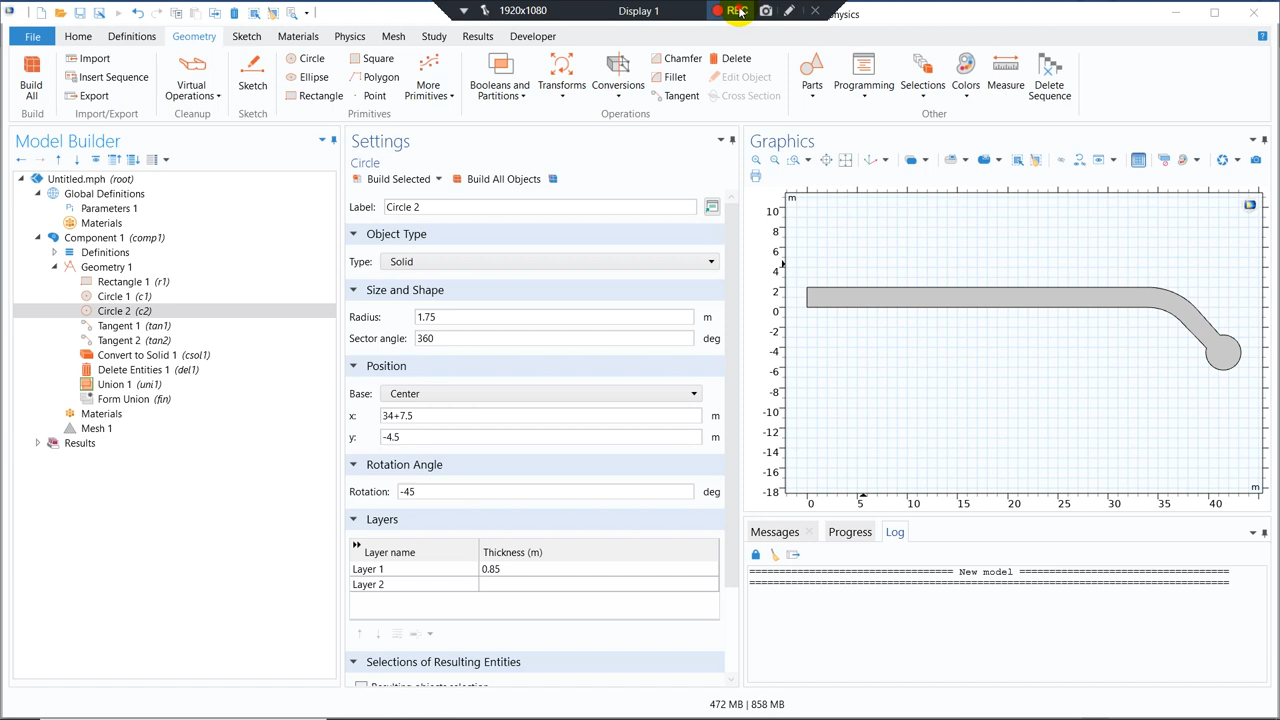 1920x1080
Display 1
REC
physics
File
Home
Definitions
Geometry
Sketch
Materials
Physics
Mesh
Study
Results
Developer
Build All
Import
Insert Sequence
Export
Virtual Operations
Sketch
Circle
Ellipse
Rectangle
Square
Polygon
Point
More Primitives
Booleans and Partitions
Transforms
Conversions
Chamfer
Fillet
Tangent
Delete
Edit Object
Cross Section
Parts
Programming
Selections
Colors
Measure
Delete Sequence
Build
Import/Export
Cleanup
Sketch
Primitives
Operations
Other
Model Builder
Untitled.mph (root)
Global Definitions
Parameters 1
Materials
Component 1 (comp1)
Definitions
Geometry 1
Rectangle 1 (r1)
Circle 1 (c1)
Circle 2 (c2)
Tangent 1 (tan1)
Tangent 2 (tan2)
Convert to Solid 1 (csol1)
Delete Entities 1 (del1)
Union 1 (uni1)
Form Union (fin)
Materials
Mesh 1
Results
Settings
Circle
Build Selected
Build All Objects
Label: Circle 2
Object Type
Type: Solid
Size and Shape
Radius: 1.75 m
Sector angle: 360 deg
Position
Base: Center
x: 34+7.5 m
y: -4.5 m
Rotation Angle
Rotation: -45 deg
Layers
Layer name Thickness (m)
Layer 1 0.85
Layer 2
Selections of Resulting Entities
Graphics
m
10
8
6
4
2
0
-2
-4
-6
-8
-10
-12
-14
-16
-18
m
0 5 10 15 20 25 30 35 40
Messages
Progress
Log
=================================== New model ===================================
================================================================================
472 MB | 858 MB